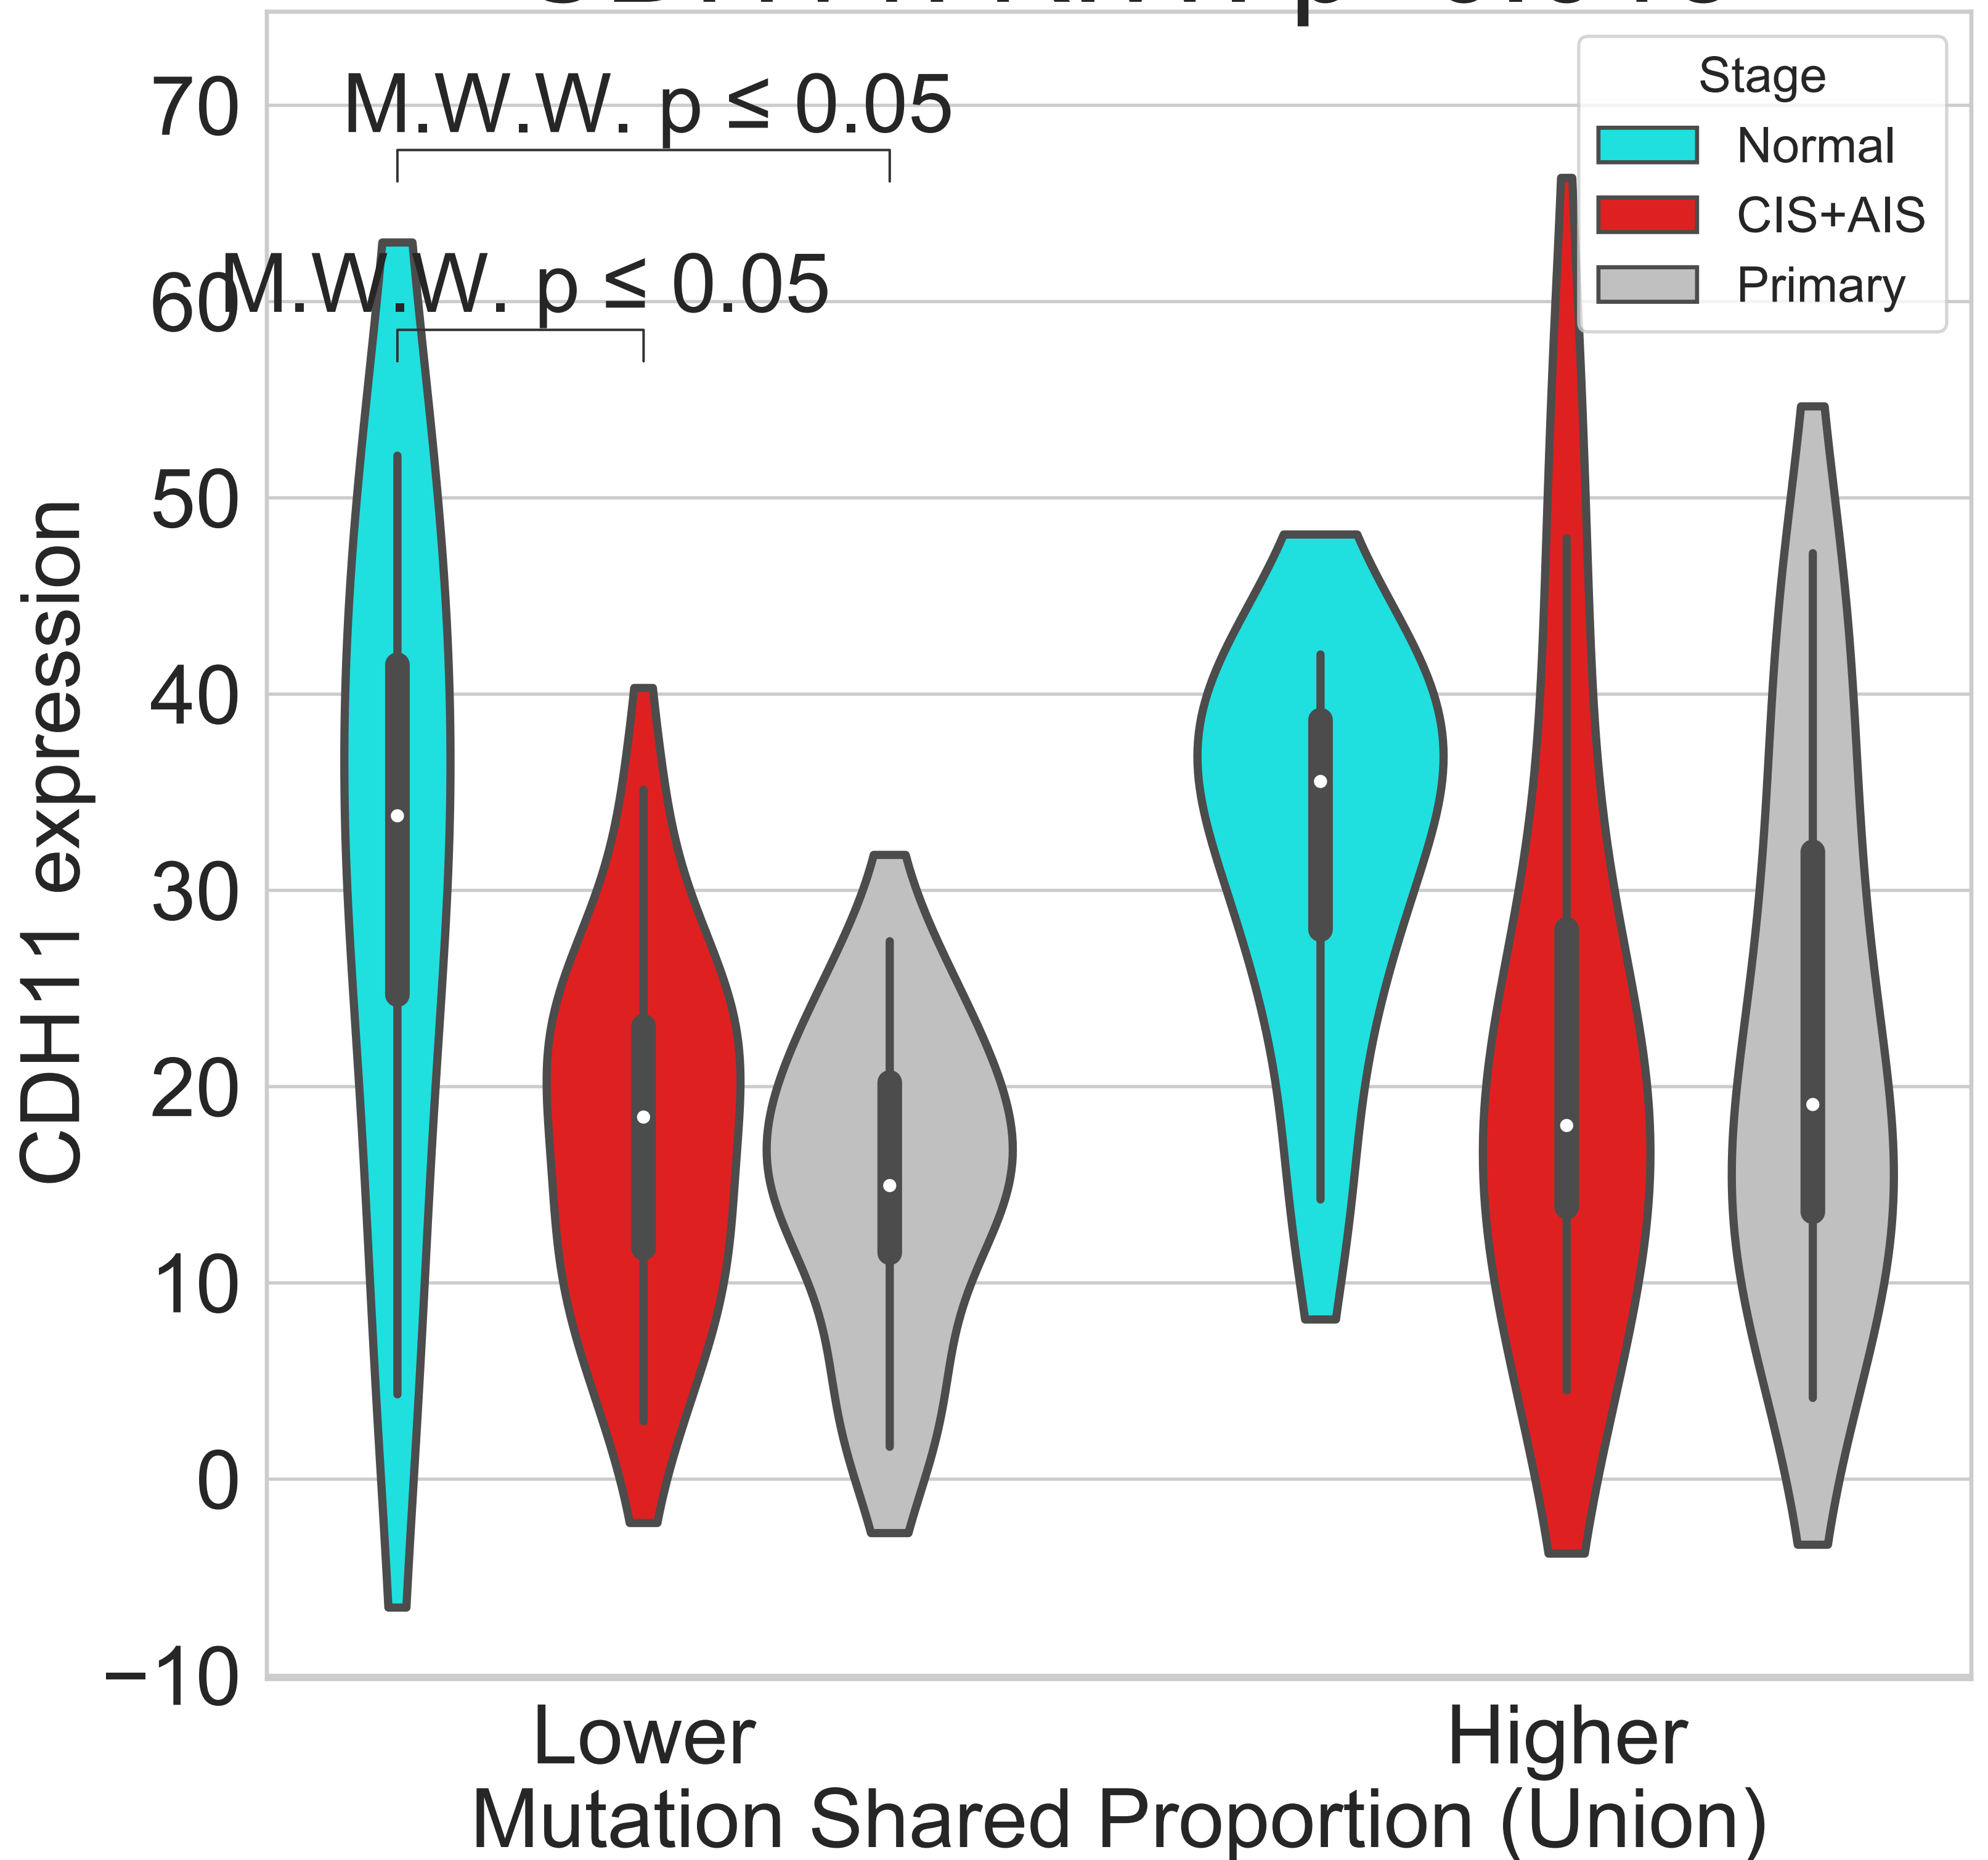 70
60
50
40
30
20
10
0
−10
CDH11 expression
M.W.W. p ≤ 0.05
M.W.W. p ≤ 0.05
Stage
Normal
CIS+AIS
Primary
Lower
Higher
Mutation Shared Proportion (Union)